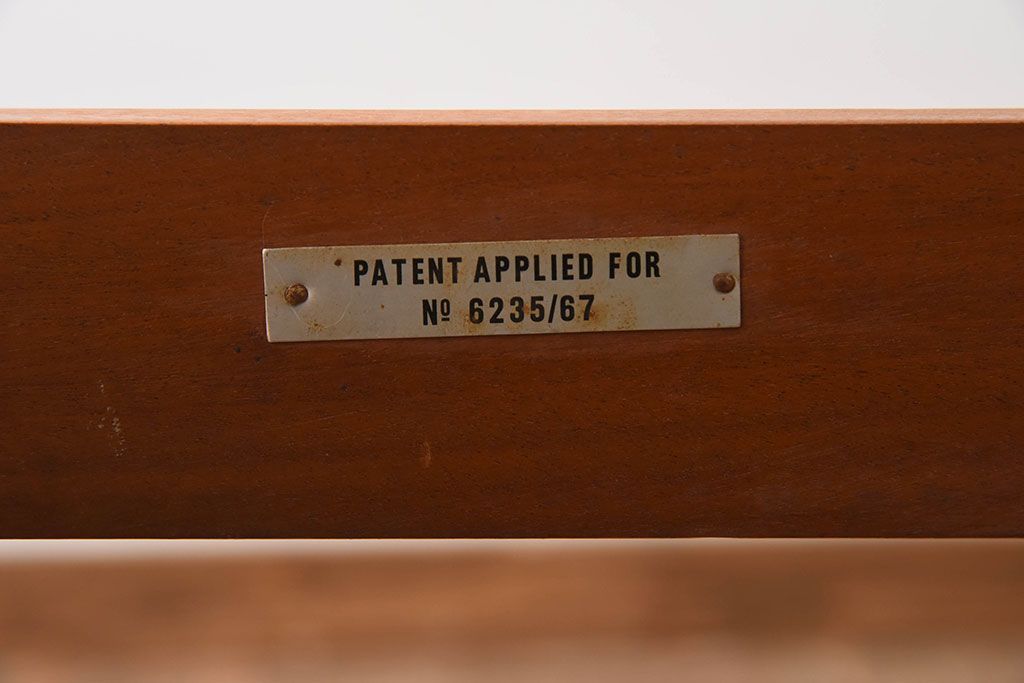 PATENT APPLIED FOR
Nº 6235/67